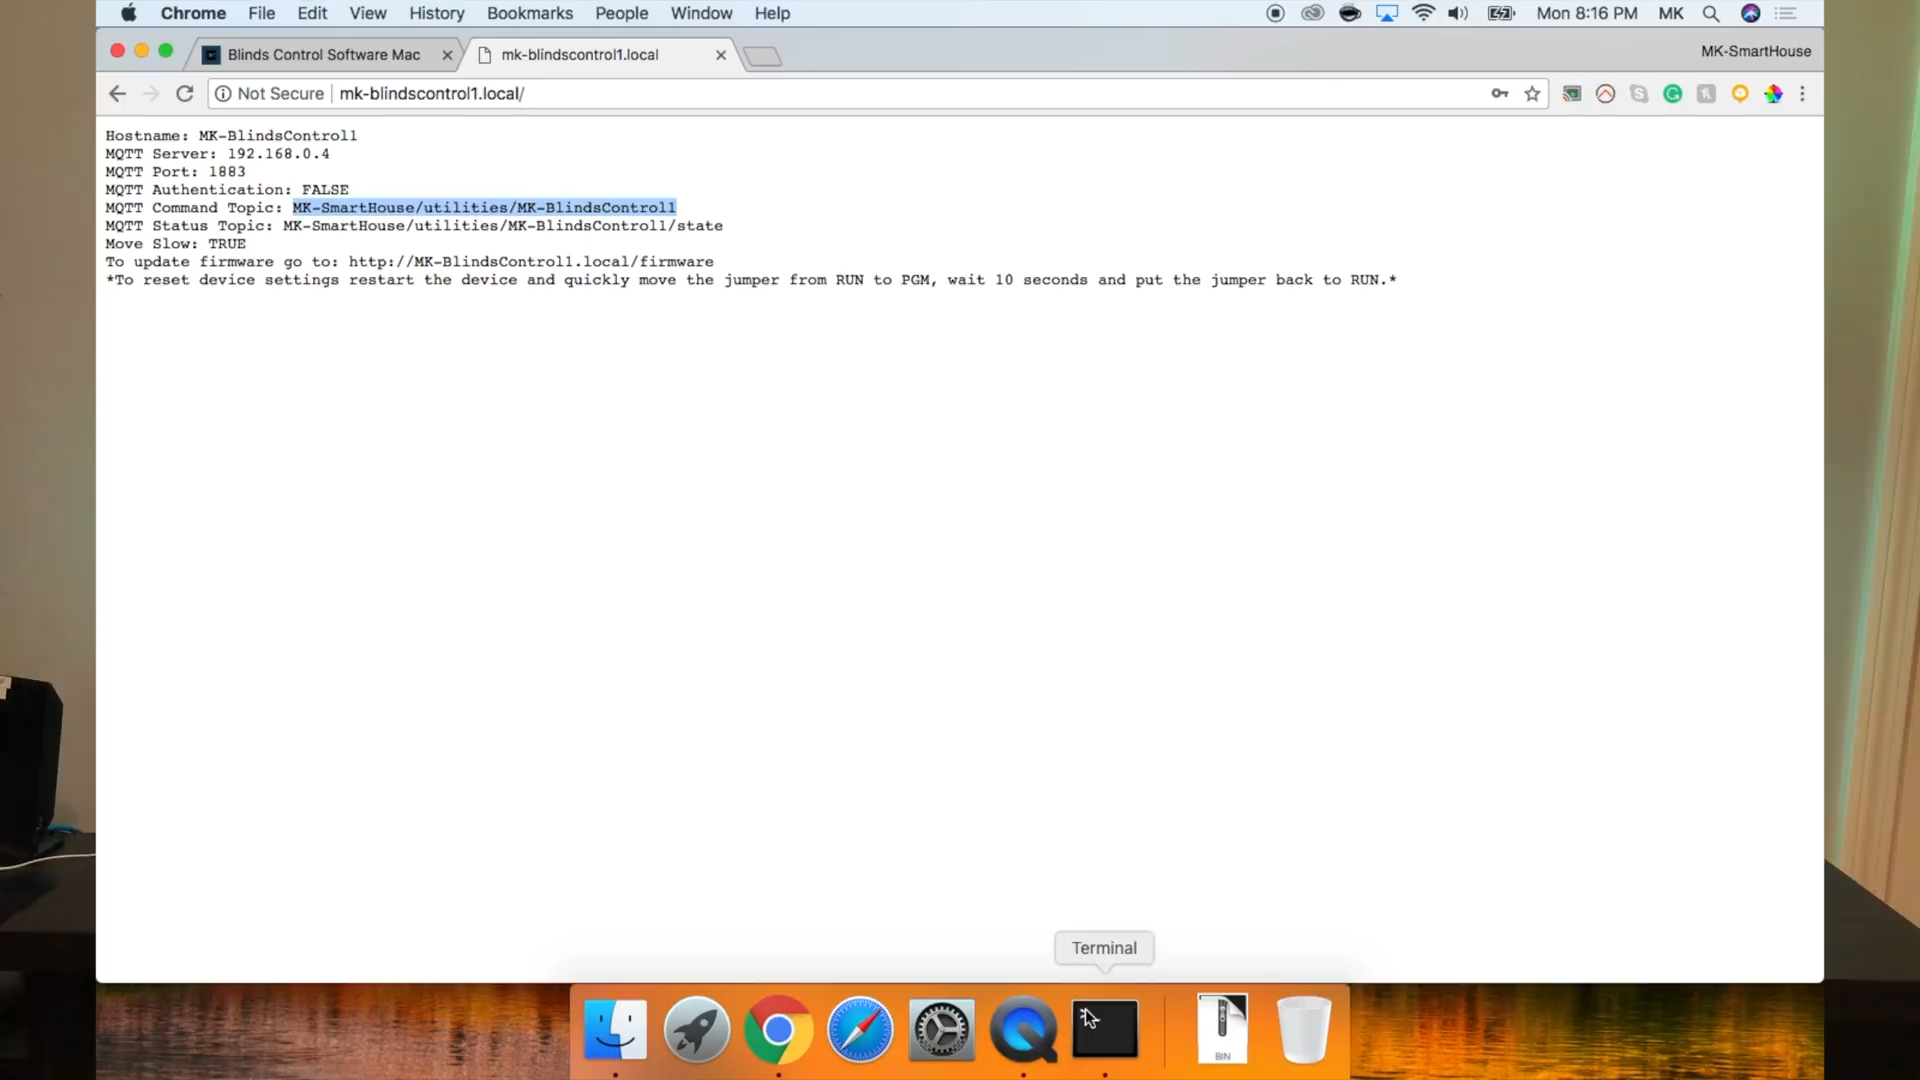 Chrome File Edit View History Bookmarks People Window Help Mon 8:16 PM MK
Blinds Control Software Mac mk-blindscontrol1.local MK-SmartHouse
Not Secure mk-blindscontrol1.local/
Hostname: MK-BlindsControl1
MQTT Server: 192.168.0.4
MQTT Port: 1883
MQTT Authentication: FALSE
MQTT Command Topic: MK-SmartHouse/utilities/MK-BlindsControl1
MQTT Status Topic: MK-SmartHouse/utilities/MK-BlindsControl1/state
Move Slow: TRUE
To update firmware go to: http://MK-BlindsControl1.local/firmware
*To reset device settings restart the device and quickly move the jumper from RUN to PGM, wait 10 seconds and put the jumper back to RUN.*
Terminal
BIN